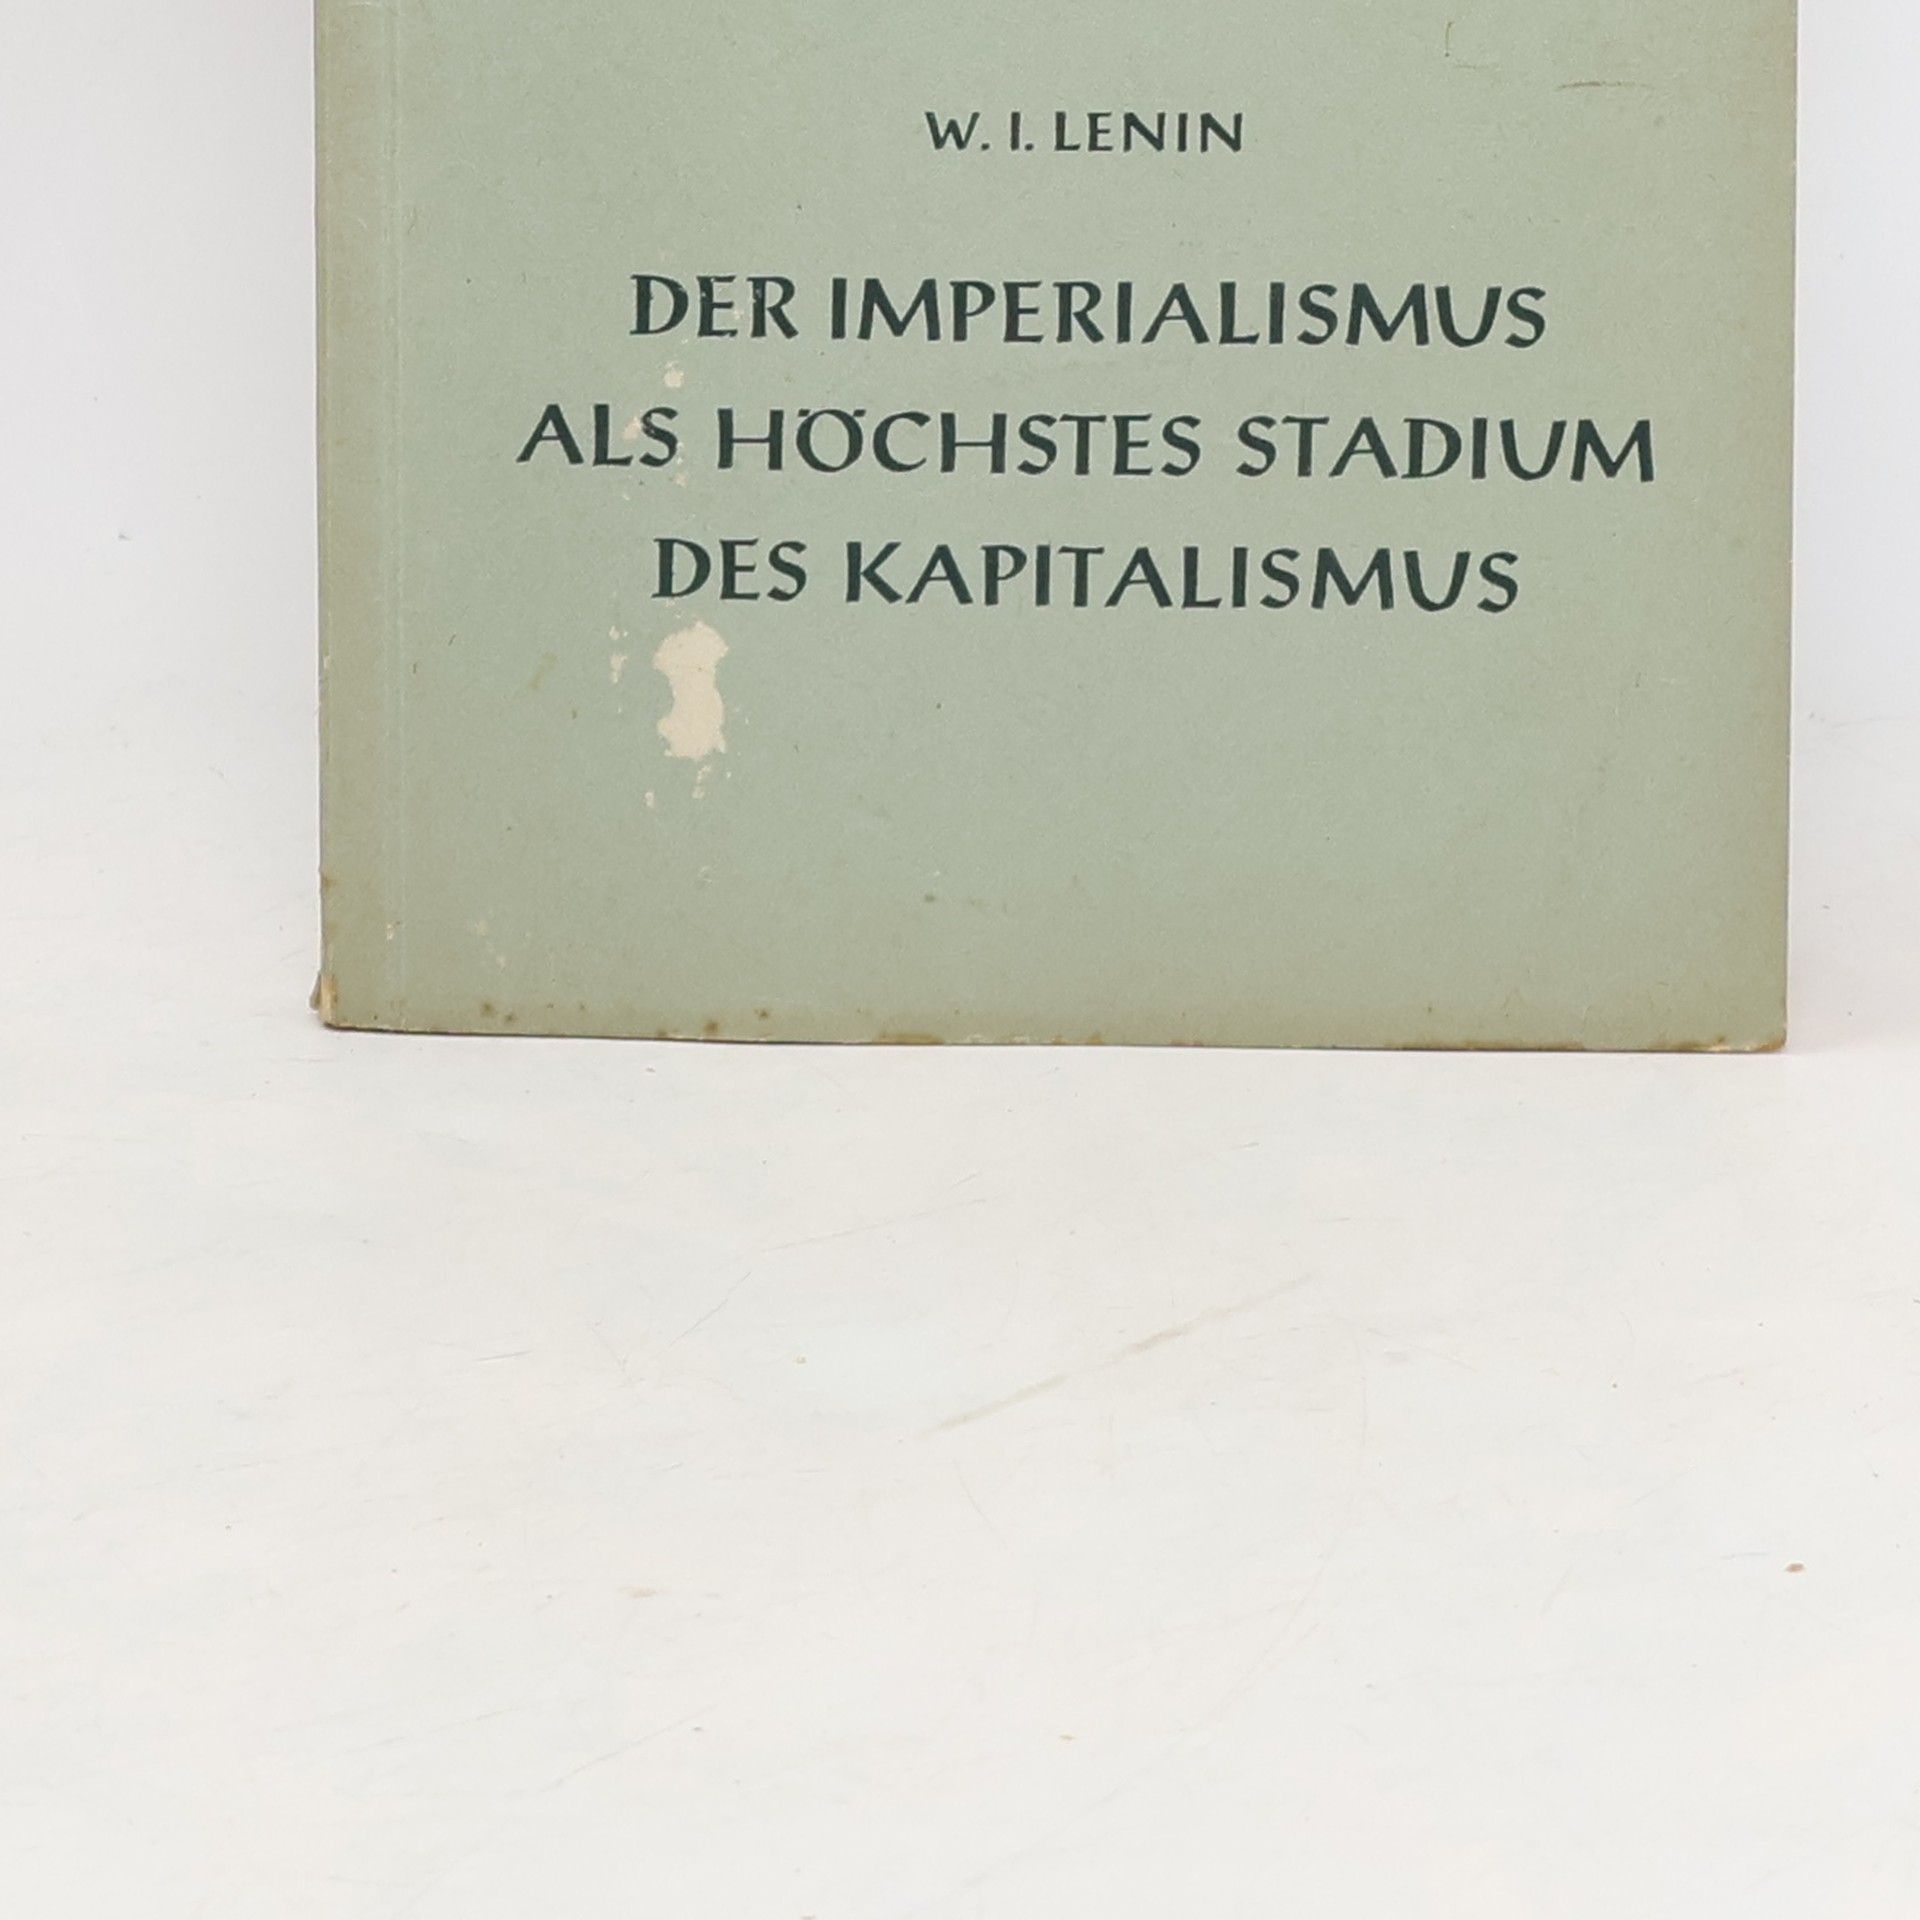 W. I. LENIN
DER IMPERIALISMUS
ALS HÖCHSTES STADIUM
DES KAPITALISMUS